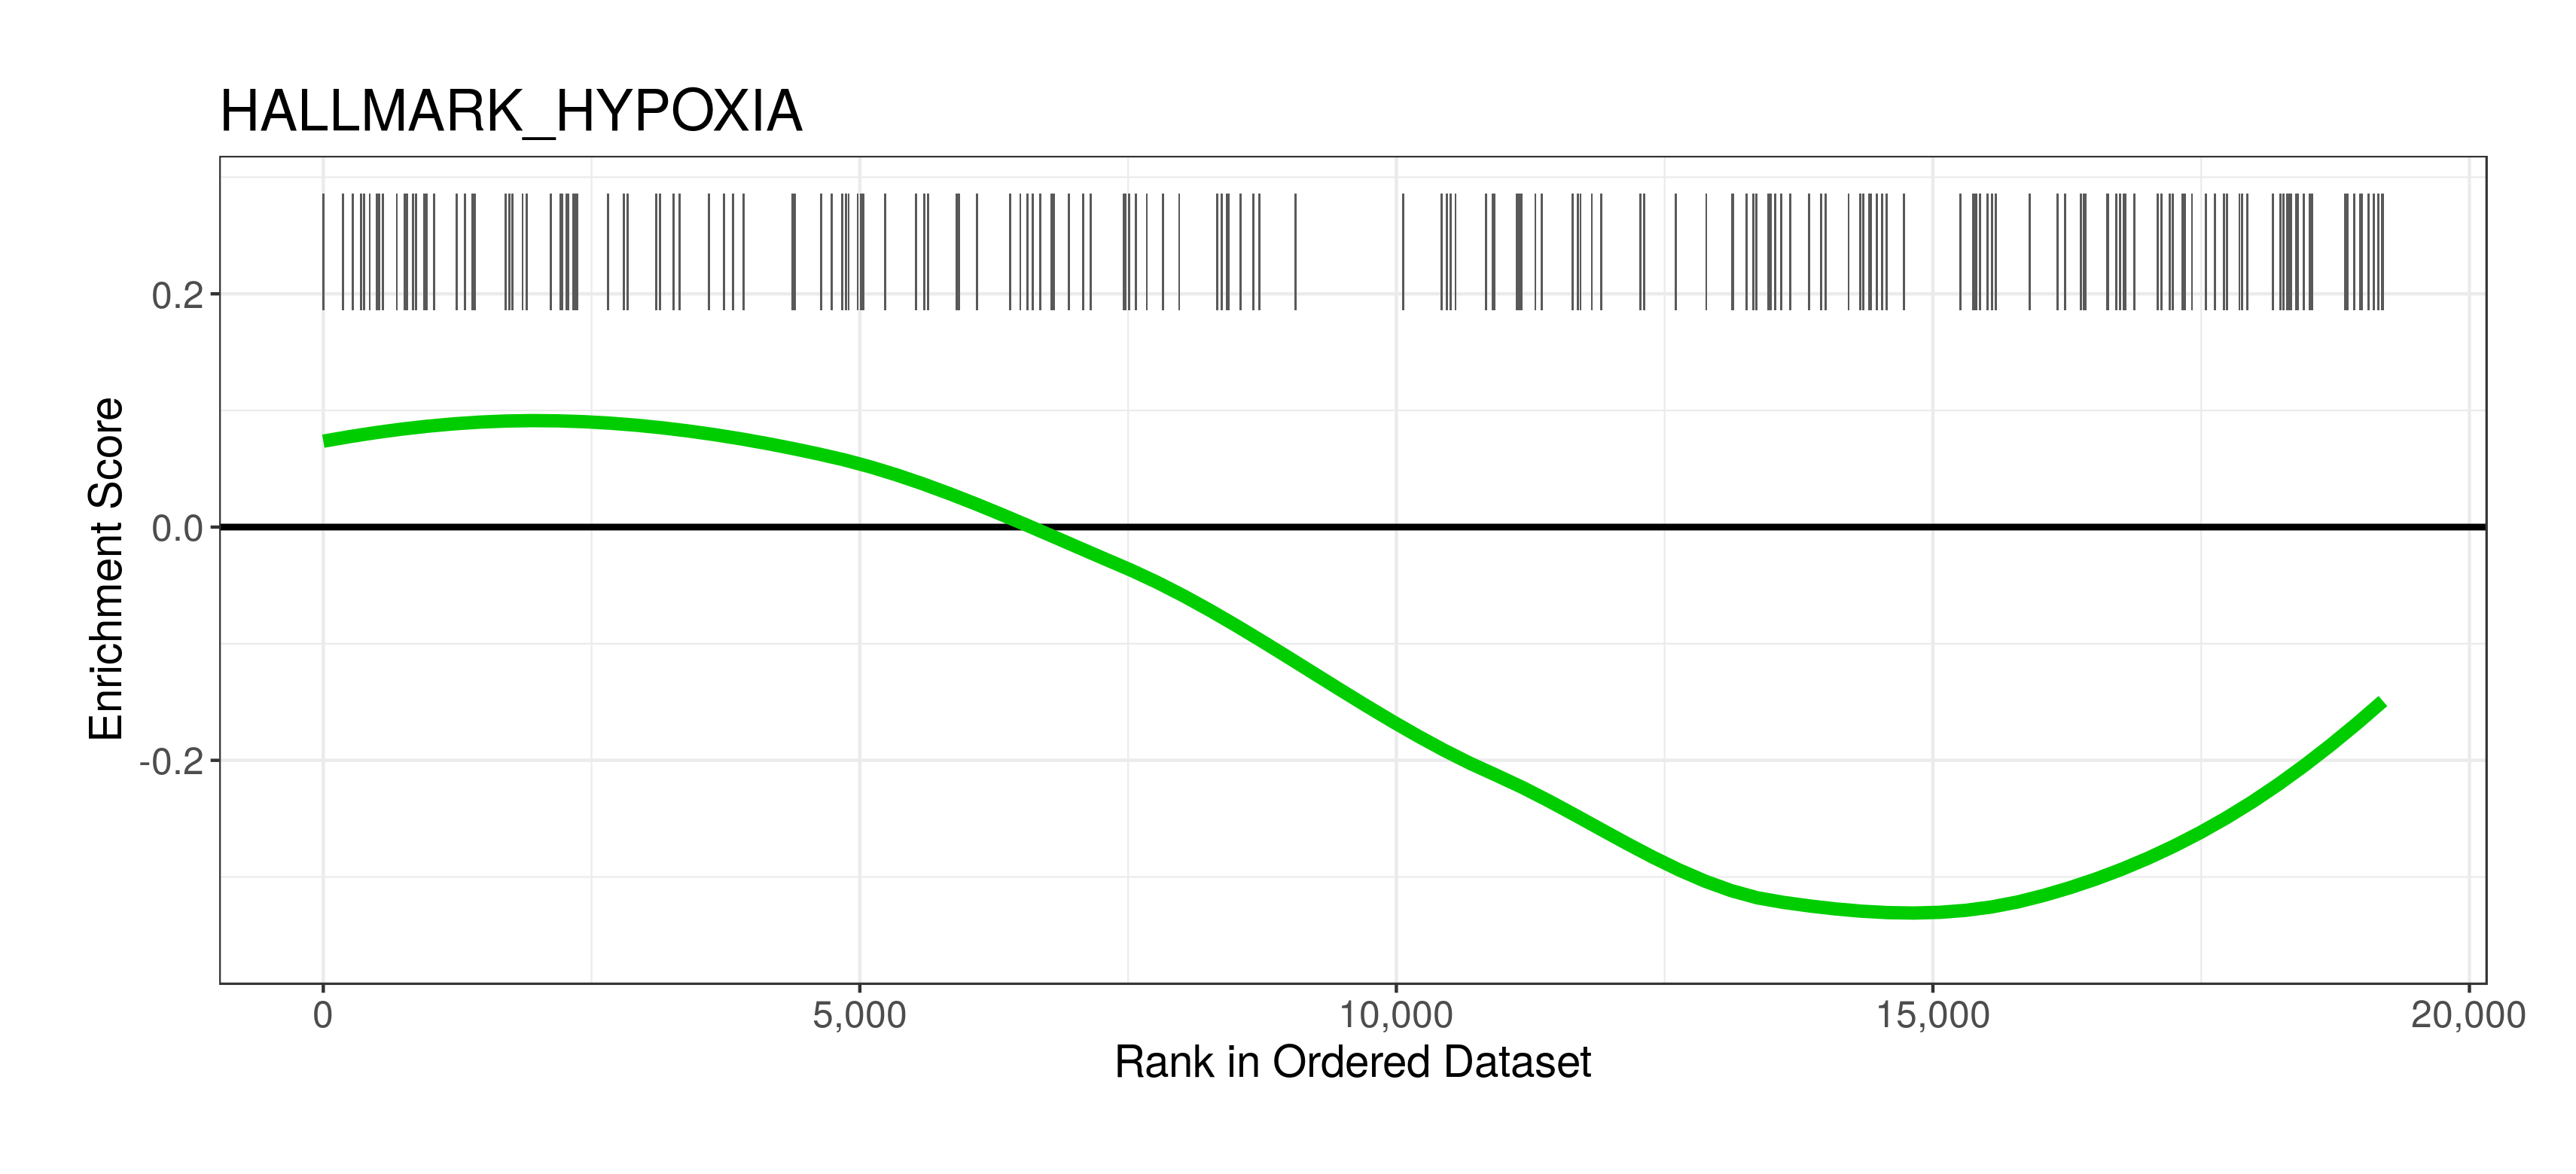 HALLMARK_HYPOXIA
Enrichment Score
0.2
0.0
-0.2
0 5,000 10,000 15,000 20,000
Rank in Ordered Dataset